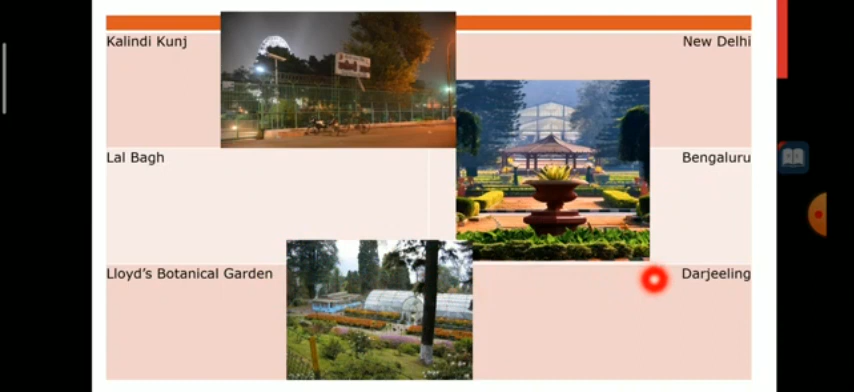 Kalindi Kunj New Delhi
Lal Bagh Bengaluru
Lloyd's Botanical Garden Darjeeling